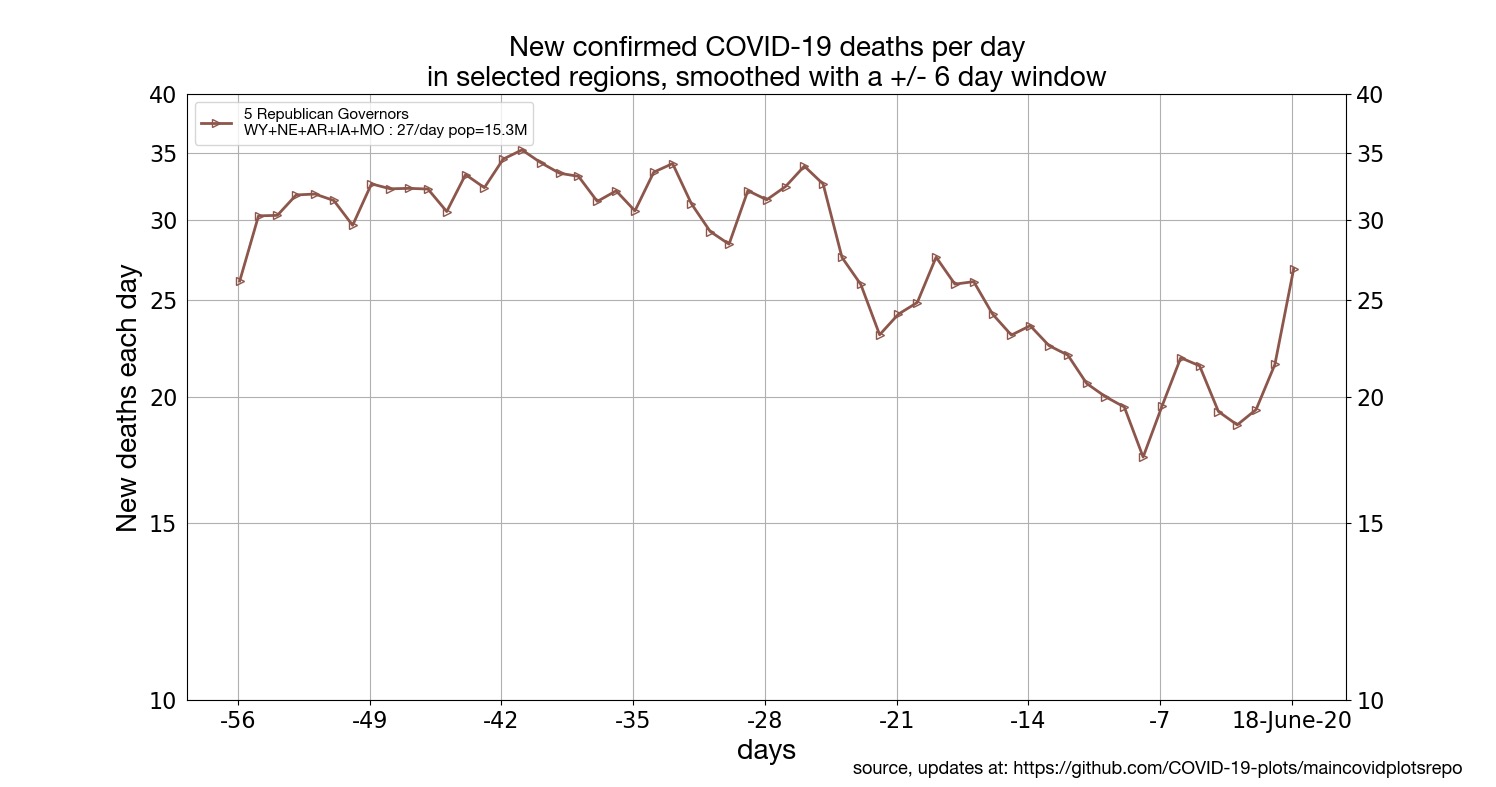 New confirmed COVID-19 deaths per day
in selected regions, smoothed with a +/- 6 day window
5 Republican Governors
WY+NE+AR+IA+MO : 27/day pop=15.3M
New deaths each day
40
35
30
25
20
15
10
40
35
30
25
20
15
10
-56
-49
-42
-35
-28
-21
-14
-7
18-June-20
days
source, updates at: https://github.com/COVID-19-plots/maincovidplotsrepo